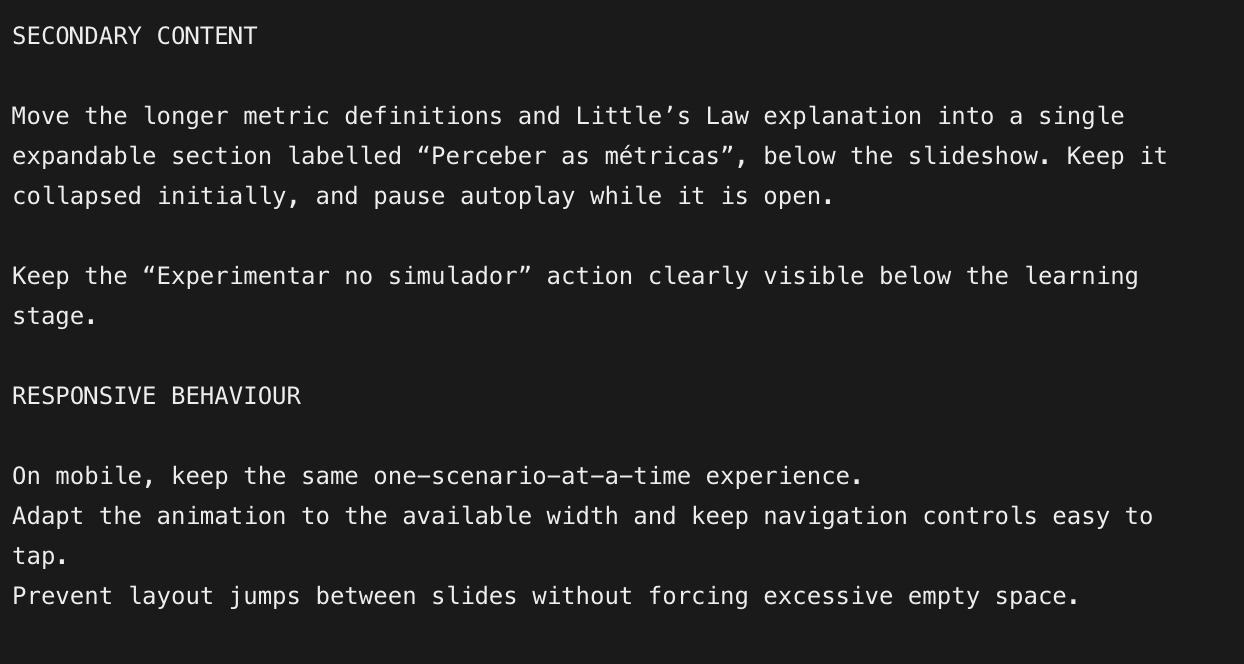 SECONDARY CONTENT
Move the longer metric definitions and Little’s Law explanation into a single
expandable section labelled “Perceber as métricas”, below the slideshow. Keep it
collapsed initially, and pause autoplay while it is open.
Keep the “Experimentar no simulador” action clearly visible below the learning
stage.
RESPONSIVE BEHAVIOUR
On mobile, keep the same one-scenario-at-a-time experience.
Adapt the animation to the available width and keep navigation controls easy to
tap.
Prevent layout jumps between slides without forcing excessive empty space.